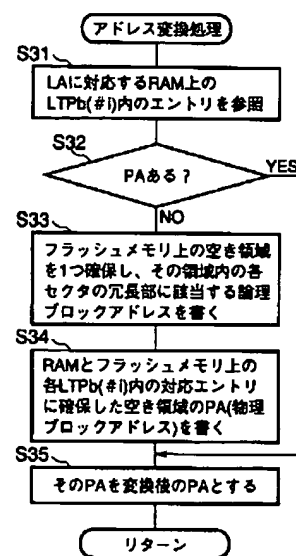 アドレス変換処理
S31
LAに対応するRAM上の
LTPb(#i)内のエントリを参照
S32
PAある?
YES
NO
S33
フラッシュメモリ上の空き領域
を1つ確保し、その領域内の各
セクタの冗長部に該当する論理
ブロックアドレスを書く
S34
RAMとフラッシュメモリ上の
各LTPb(#i)内の対応エントリ
に確保した空き領域のPA(物理
ブロックアドレス)を書く
S35
そのPAを変換後のPAとする
リターン